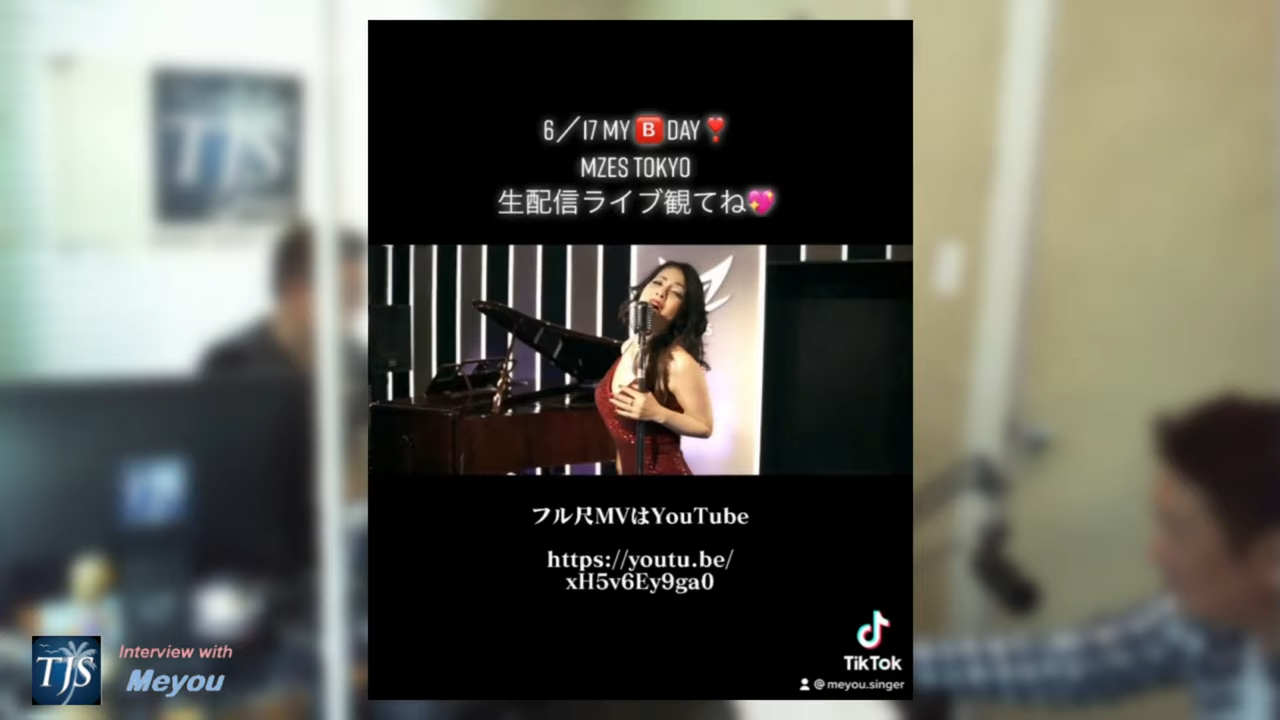 TJS
6/17 MY B DAY❣
MZES TOKYO
生配信ライブ観てね💖
フル尺MVはYouTube
https://youtu.be/
xH5v6Ey9ga0
TikTok
@meyou.singer
TJS
Interview with
Meyou